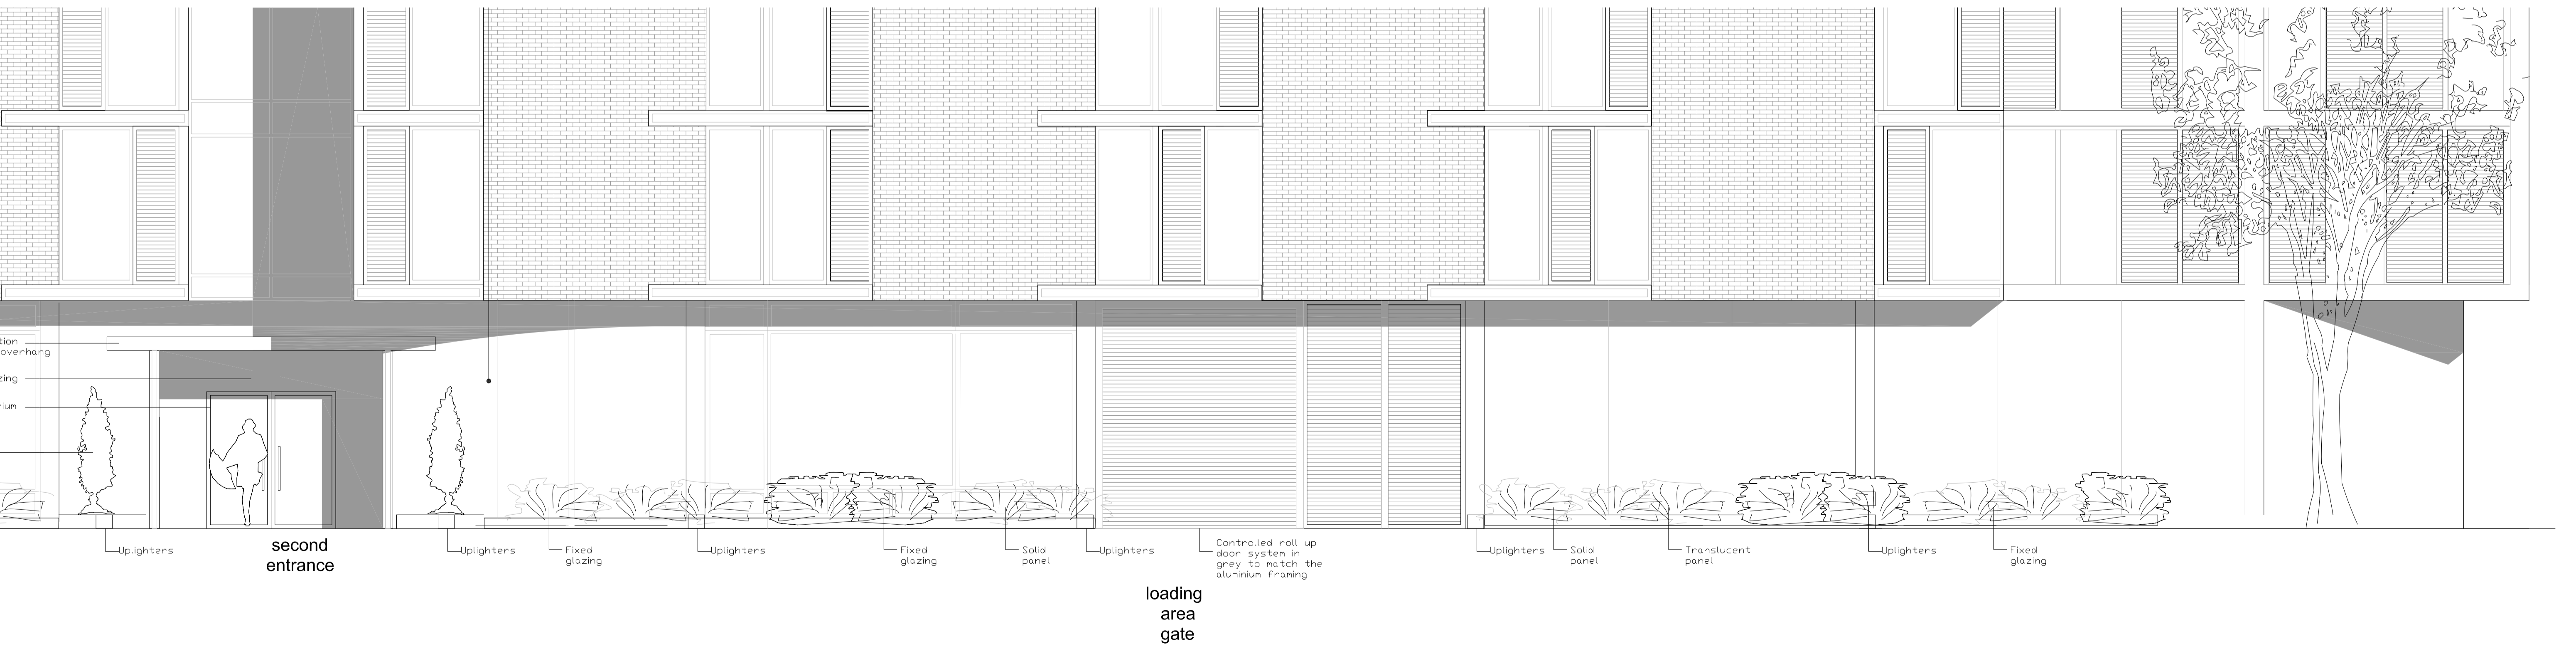 tion
overhang
zing
nium
Uplighters
second
entrance
Uplighters
Fixed
glazing
Uplighters
Fixed
glazing
Solid
panel
Uplighters
Controlled roll up
door system in
grey to match the
aluminium framing
loading
area
gate
Uplighters
Solid
panel
Translucent
panel
Uplighters
Fixed
glazing